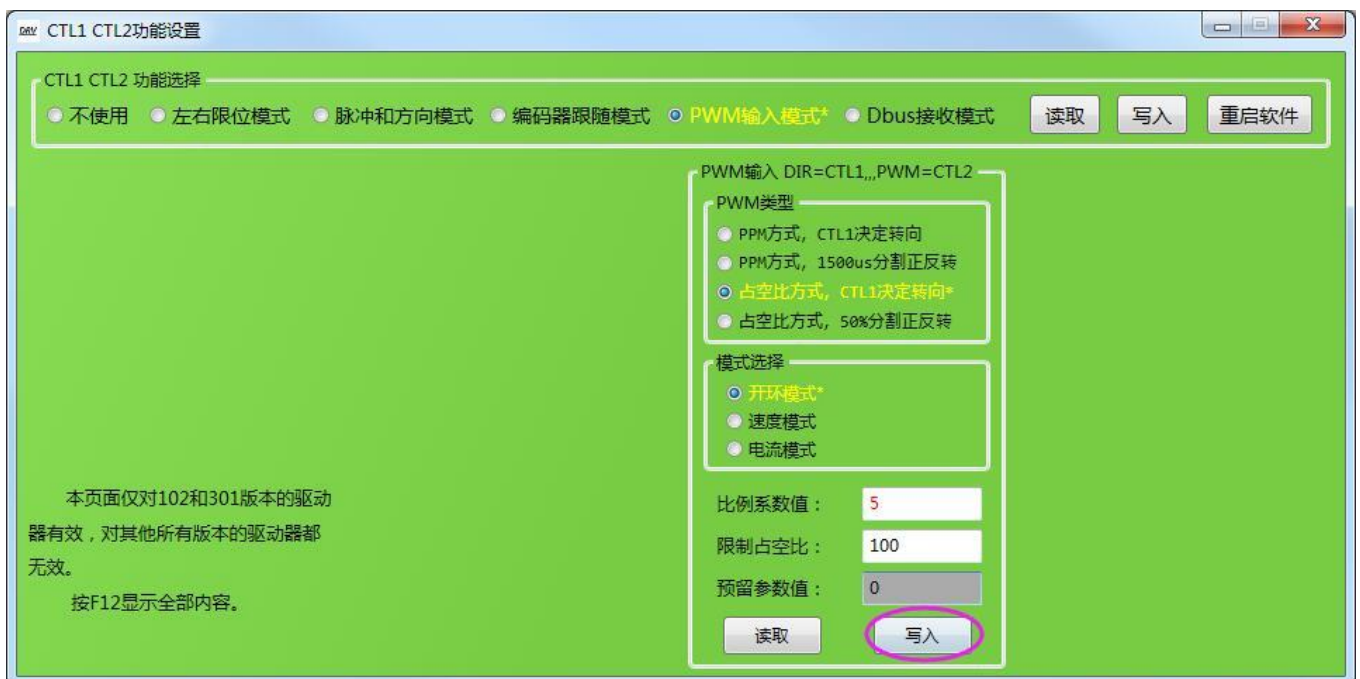 DAV CTL1 CTL2功能设置
CTL1 CTL2 功能选择
不使用 左右限位模式 脉冲和方向模式 编码器跟随模式 PWM输入模式* Dbus接收模式 读取 写入 重启软件
PWM输入 DIR=CTL1,,,PWM=CTL2
PWM类型
PPM方式，CTL1决定转向
PPM方式，1500us分割正反转
占空比方式，CTL1决定转向*
占空比方式，50%分割正反转
模式选择
开环模式*
速度模式
电流模式
本页面仅对102和301版本的驱动
器有效，对其他所有版本的驱动器都
无效。
按F12显示全部内容。
比例系数值： 5
限制占空比： 100
预留参数值： 0
读取 写入